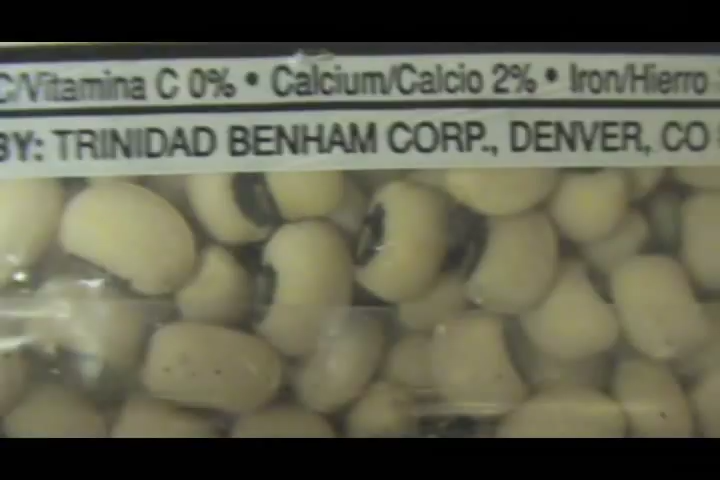 C/Vitamina C 0% • Calcium/Calcio 2% • Iron/Hierro
BY: TRINIDAD BENHAM CORP., DENVER, CO